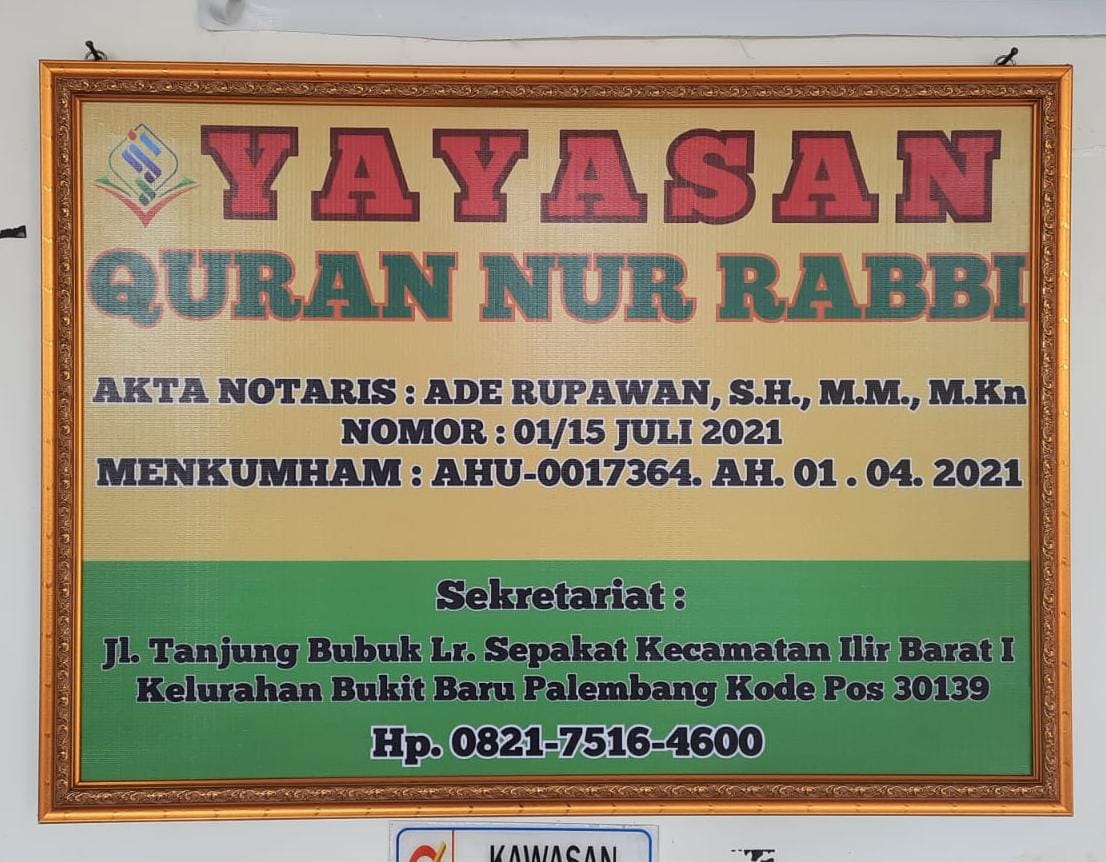 YAYASAN
QURAN NUR RABBI
AKTA NOTARIS : ADE RUPAWAN, S.H., M.M., M.Kn
NOMOR : 01/15 JULI 2021
MENKUMHAM : AHU-0017364. AH. 01 . 04. 2021
Sekretariat :
Jl. Tanjung Bubuk Lr. Sepakat Kecamatan Ilir Barat I
Kelurahan Bukit Baru Palembang Kode Pos 30139
Hp. 0821-7516-4600
KAWASAN